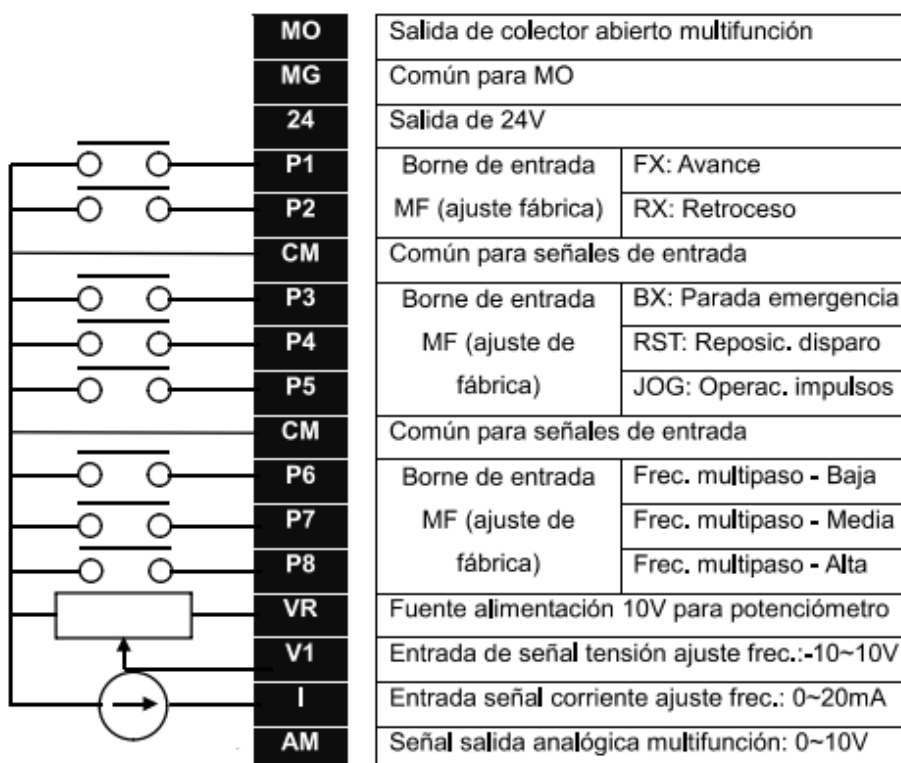 MO Salida de colector abierto multifunción
MG Común para MO
24 Salida de 24V
P1 Borne de entrada FX: Avance
P2 MF (ajuste fábrica) RX: Retroceso
CM Común para señales de entrada
P3 Borne de entrada BX: Parada emergencia
P4 MF (ajuste de RST: Reposic. disparo
P5 fábrica) JOG: Operac. impulsos
CM Común para señales de entrada
P6 Borne de entrada Frec. multipaso - Baja
P7 MF (ajuste de Frec. multipaso - Media
P8 fábrica) Frec. multipaso - Alta
VR Fuente alimentación 10V para potenciómetro
V1 Entrada de señal tensión ajuste frec.:-10~10V
I Entrada señal corriente ajuste frec.: 0~20mA
AM Señal salida analógica multifunción: 0~10V